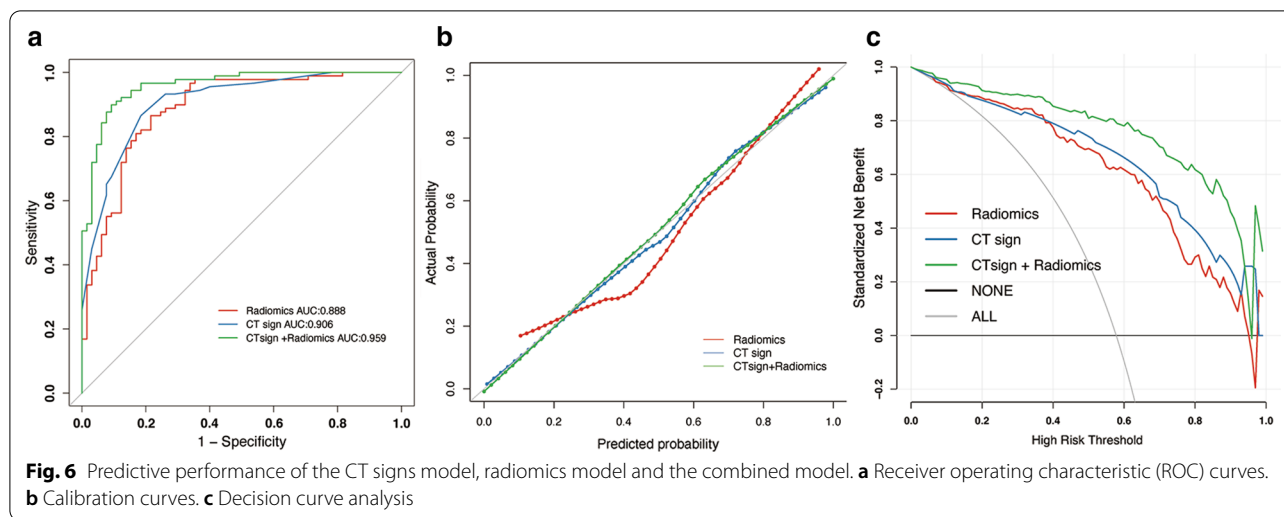 a
Sensitivity
1.0
0.8
0.6
0.4
0.2
0.0
Radiomics AUC:0.888
CT sign AUC:0.906
CTsign +Radiomics AUC:0.959
0.0 0.2 0.4 0.6 0.8 1.0
1 – Specificity
b
Actual Probability
1.0
0.8
0.6
0.4
0.2
0.0
Radiomics
CT sign
CTsign+Radiomics
0.0 0.2 0.4 0.6 0.8 1.0
Predicted probability
c
Standardized Net Benefit
1.0
0.8
0.6
0.4
0.2
0.0
-0.2
Radiomics
CT sign
CTsign + Radiomics
NONE
ALL
0.0 0.2 0.4 0.6 0.8 1.0
High Risk Threshold
Fig. 6 Predictive performance of the CT signs model, radiomics model and the combined model. a Receiver operating characteristic (ROC) curves.
b Calibration curves. c Decision curve analysis